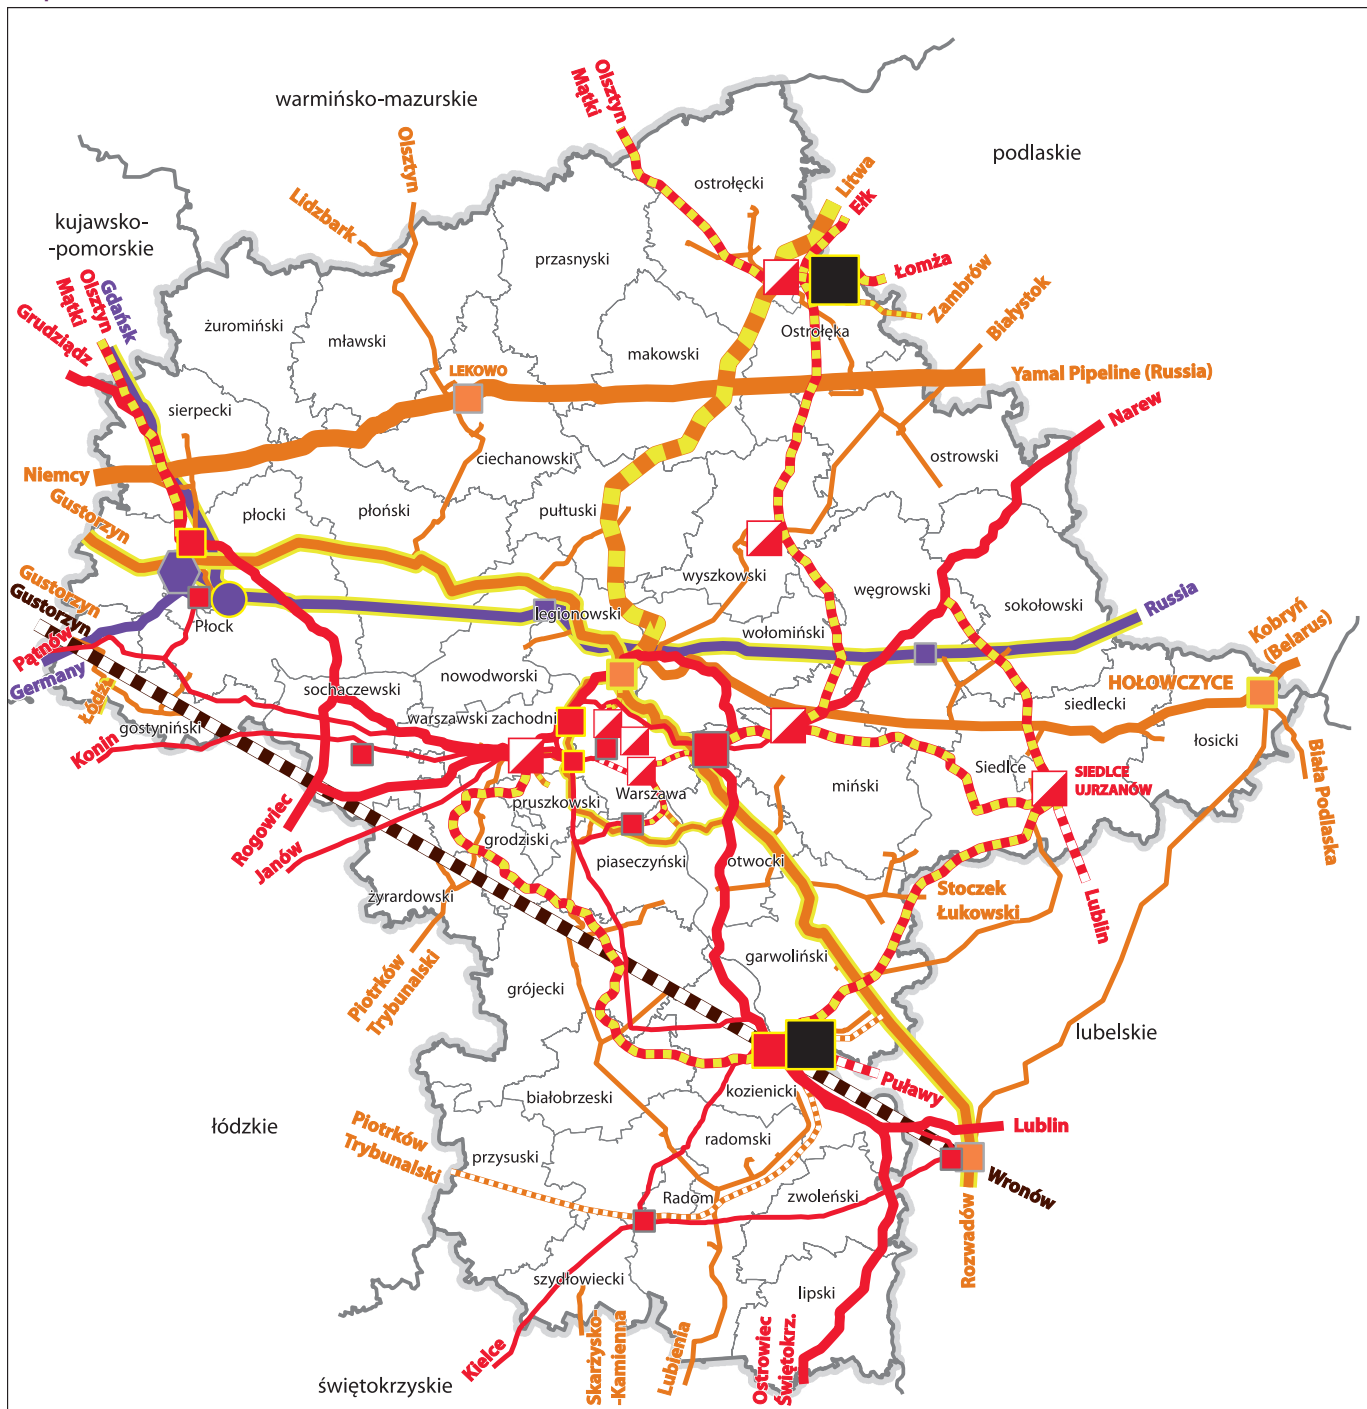 warmińsko-mazurskie
podlaskie
kujawsko-
-pomorskie
Olsztyn
Mątki
Olsztyn
Lidzbark
ostrołęcki
Litwa
Ełk
Łomża
Zambrów
Białystok
przasnyski
Gdańsk
Olsztyn
Mątki
Grudziądz
żuromiński
mławski
makowski
Ostrołęka
LEKOWO
Yamal Pipeline (Russia)
Narew
sierpecki
ciechanowski
ostrowski
Niemcy
Gustorzyn
płocki
płoński
pułtuski
wyszkowski
węgrowski
sokołowski
Russia
Gustorzyn
Gustorzyn
Pątnów
Germany
Płock
legionowski
wołomiński
Kobryń
(Belarus)
HOŁOWCZYCE
siedlecki
łosicki
Łódź
gostyniński
sochaczewski
nowodworski
warszawski zachodni
Konin
Biała Podlaska
Siedlce
SIEDLCE
UJRZANÓW
miński
Warszawa
pruszkowski
grodziski
piaseczyński
otwocki
Rogowiec
Janów
żyrardowski
Stoczek
Łukowski
Lublin
garwoliński
Piotrków
Trybunalski
grójecki
lubelskie
Puławy
kozienicki
białobrzeski
łódzkie
Piotrków
Trybunalski
przysuski
radomski
Lublin
Wronów
Radom
zwoleński
Rozwadów
szydłowiecki
lipski
Kielce
Skarżysko-
-Kamienna
Lubienia
Ostrowiec
Świętokrz.
świętokrzyskie